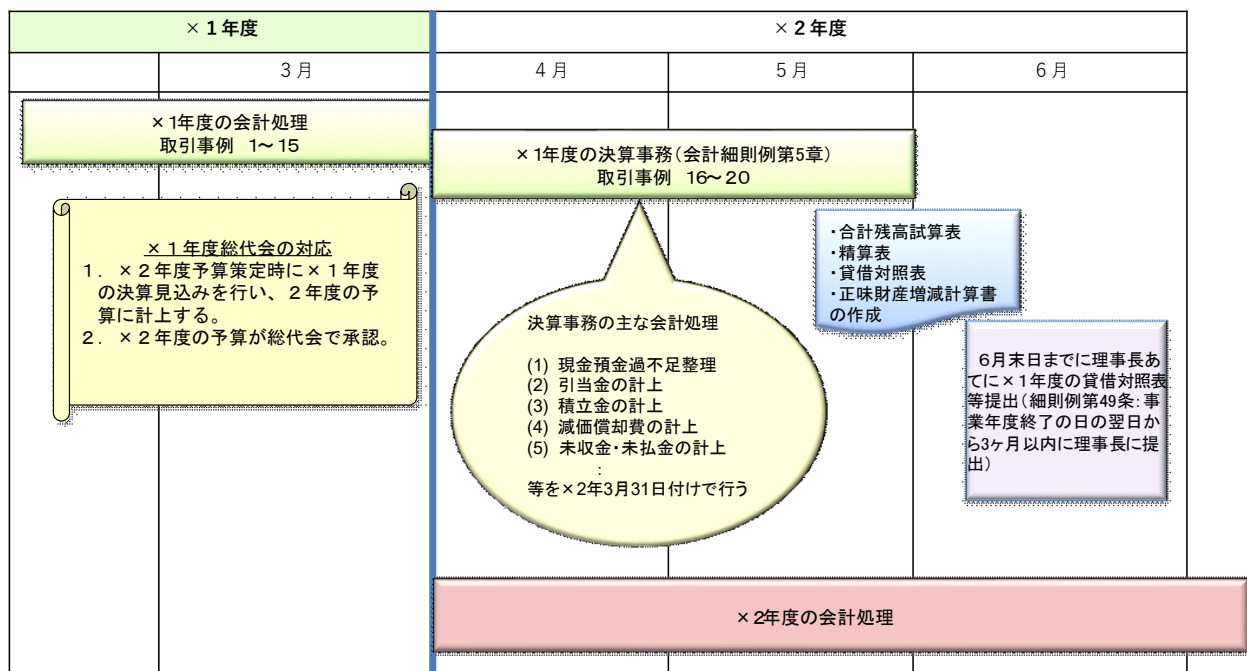 ×1年度
×2年度
3月
4月
5月
6月
×1年度の会計処理
取引事例 1～15
×1年度の決算事務（会計細則例第5章）
取引事例 16～20
×１年度総代会の対応
１．×２年度予算策定時に×１年度
の決算見込みを行い、２年度の予
算に計上する。
２．×２年度の予算が総代会で承認。
決算事務の主な会計処理
(1) 現金預金過不足整理
(2) 引当金の計上
(3) 積立金の計上
(4) 減価償却費の計上
(5) 未収金・未払金の計上
：
等を×2年3月31日付けで行う
・合計残高試算表
・精算表
・貸借対照表
・正味財産増減計算書
の作成
6月末日までに理事長あ
てに×１年度の貸借対照表
等提出（細則例第49条：事
業年度終了の日の翌日か
ら3ヶ月以内に理事長に提
出）
×2年度の会計処理